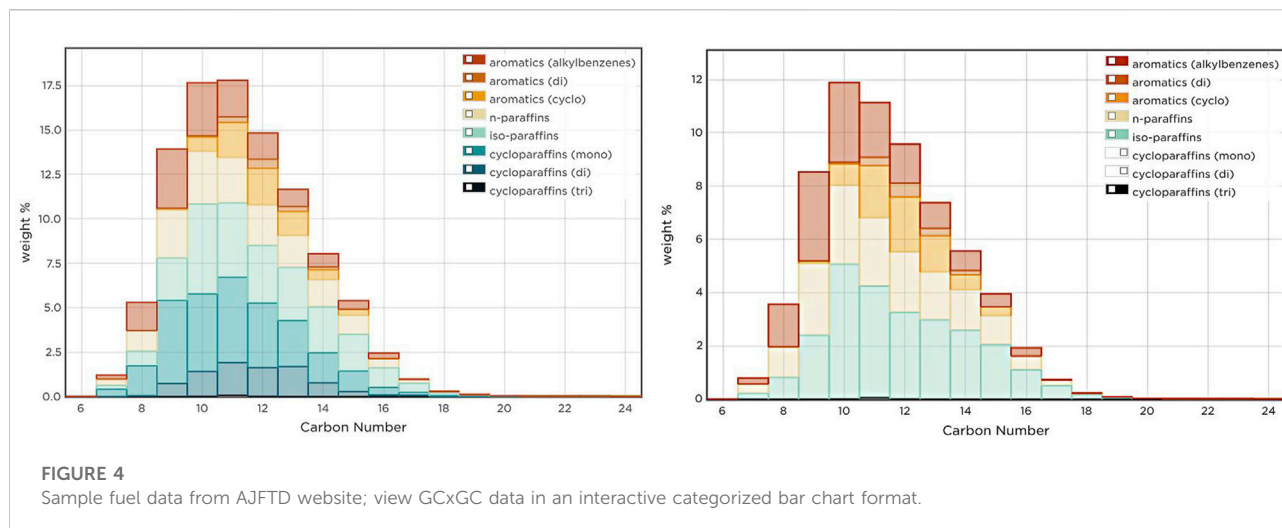 17.5
15.0
12.5
10.0
7.5
5.0
2.5
0.0
weight %
6 8 10 12 14 16 18 20 22 24
Carbon Number
aromatics (alkylbenzenes)
aromatics (di)
aromatics (cyclo)
n-paraffins
iso-paraffins
cycloparaffins (mono)
cycloparaffins (di)
cycloparaffins (tri)
12
10
8
6
4
2
0
weight %
6 8 10 12 14 16 18 20 22 24
Carbon Number
aromatics (alkylbenzenes)
aromatics (di)
aromatics (cyclo)
n-paraffins
iso-paraffins
cycloparaffins (mono)
cycloparaffins (di)
cycloparaffins (tri)
FIGURE 4
Sample fuel data from AJFTD website; view GCxGC data in an interactive categorized bar chart format.